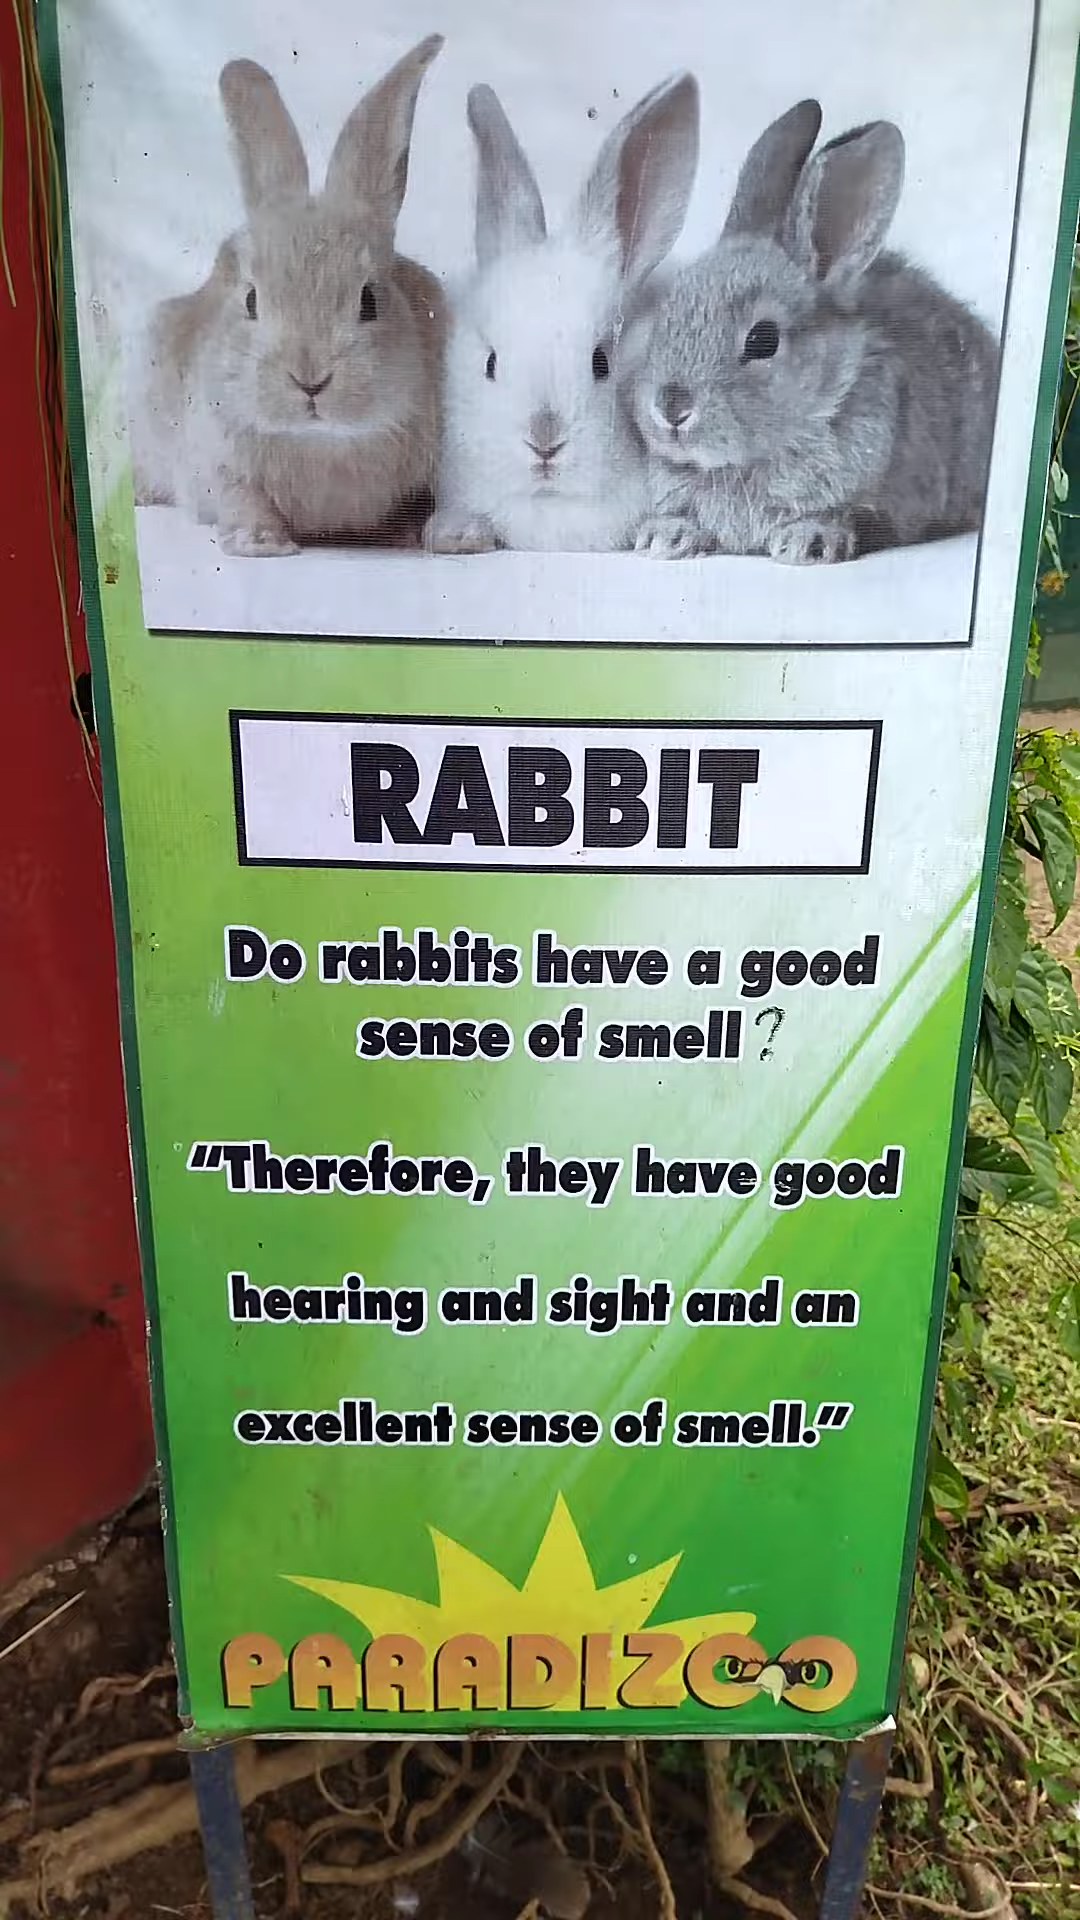 RABBIT
Do rabbits have a good
sense of smell?
"Therefore, they have good
hearing and sight and an
excellent sense of smell."
PARADIZOO